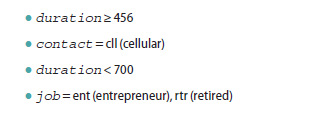 • duration≥456
• contact=cll (cellular)
• duration<700
• job=ent (entrepreneur), rtr (retired)